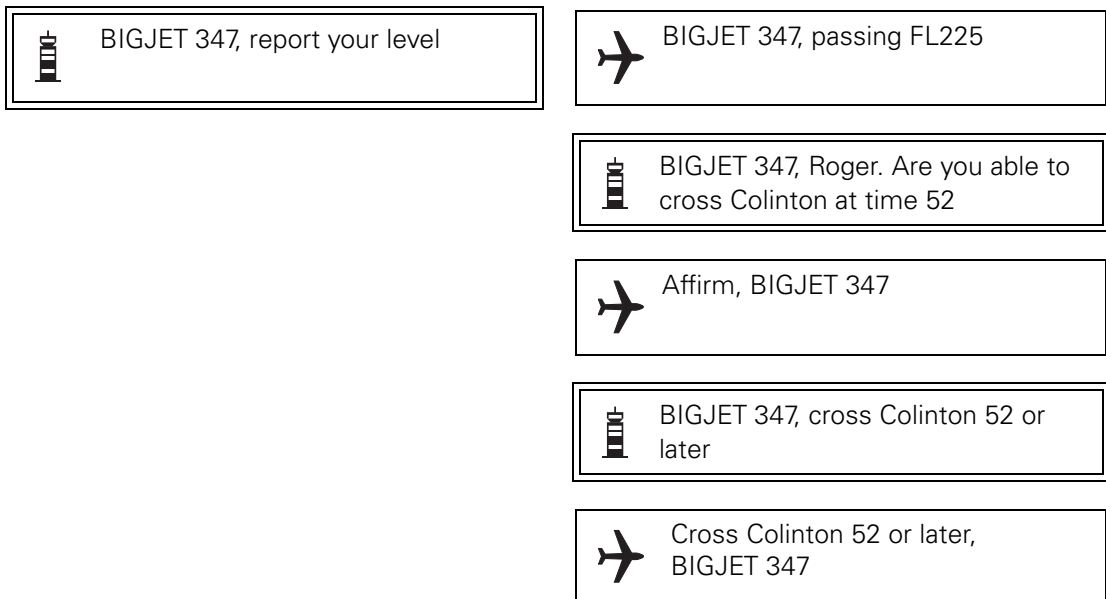 BIGJET 347, report your level
BIGJET 347, passing FL225
BIGJET 347, Roger. Are you able to
cross Colinton at time 52
Affirm, BIGJET 347
BIGJET 347, cross Colinton 52 or
later
Cross Colinton 52 or later,
BIGJET 347